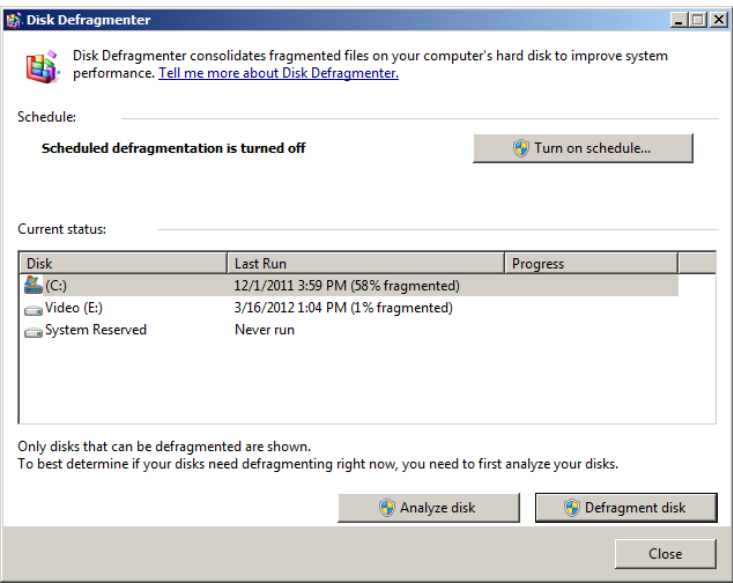 Disk Defragmenter
Disk Defragmenter consolidates fragmented files on your computer's hard disk to improve system
performance. Tell me more about Disk Defragmenter.
Schedule:
Scheduled defragmentation is turned off
Turn on schedule...
Current status:
Disk Last Run Progress
(C:) 12/1/2011 3:59 PM (58% fragmented)
Video (E:) 3/16/2012 1:04 PM (1% fragmented)
System Reserved Never run
Only disks that can be defragmented are shown.
To best determine if your disks need defragmenting right now, you need to first analyze your disks.
Analyze disk Defragment disk
Close